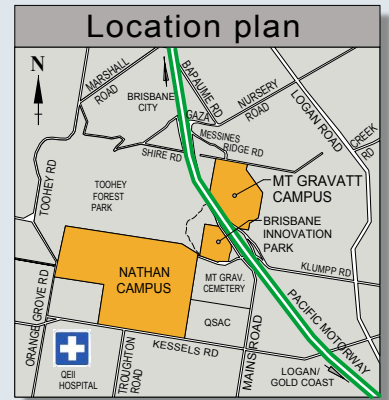 Location plan
N
MARSHALL
ROAD
BRISBANE
CITY
BAPAUME RD
GAZA
NURSERY
ROAD
LOGAN ROAD
CREEK
RD
MESSINES
RIDGE RD
SHIRE RD
TOOHEY RD
TOOHEY
FOREST
PARK
MT GRAVATT
CAMPUS
BRISBANE
INNOVATION
PARK
NATHAN
CAMPUS
MT GRAV.
CEMETERY
KLUMPP RD
QSAC
PACIFIC MOTORWAY
ORANGE GROVE RD
KESSELS RD
MAINS ROAD
QEII
HOSPITAL
TROUGHTON
ROAD
LOGAN/
GOLD COAST